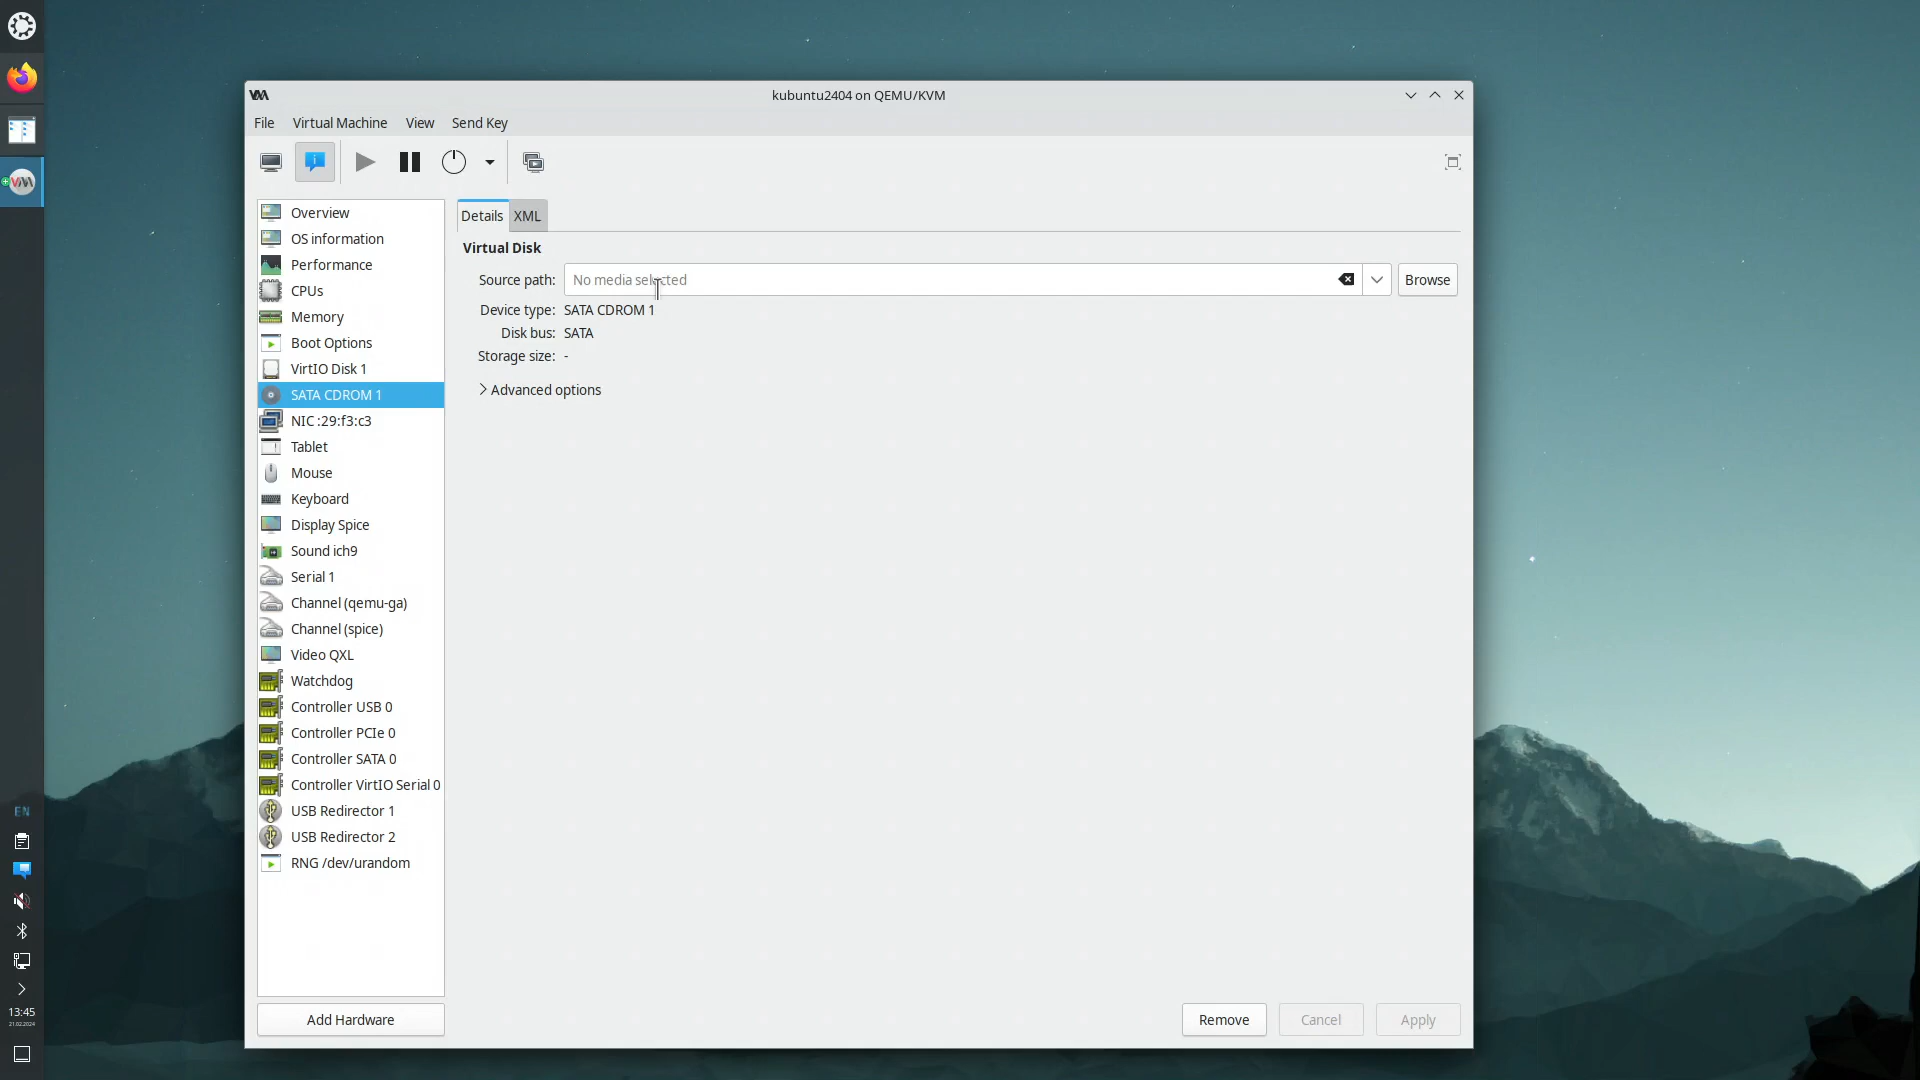 kubuntu2404 on QEMU/KVM
File Virtual Machine View Send Key
Overview
OS information
Performance
CPUs
Memory
Boot Options
VirtIO Disk 1
SATA CDROM 1
NIC :29:f3:c3
Tablet
Mouse
Keyboard
Display Spice
Sound ich9
Serial 1
Channel (qemu-ga)
Channel (spice)
Video QXL
Watchdog
Controller USB 0
Controller PCIe 0
Controller SATA 0
Controller VirtIO Serial 0
USB Redirector 1
USB Redirector 2
RNG /dev/urandom
Add Hardware
Details XML
Virtual Disk
Source path: No media selected Browse
Device type: SATA CDROM 1
Disk bus: SATA
Storage size: -
Advanced options
Remove Cancel Apply
EN
13:45
21.02.2024